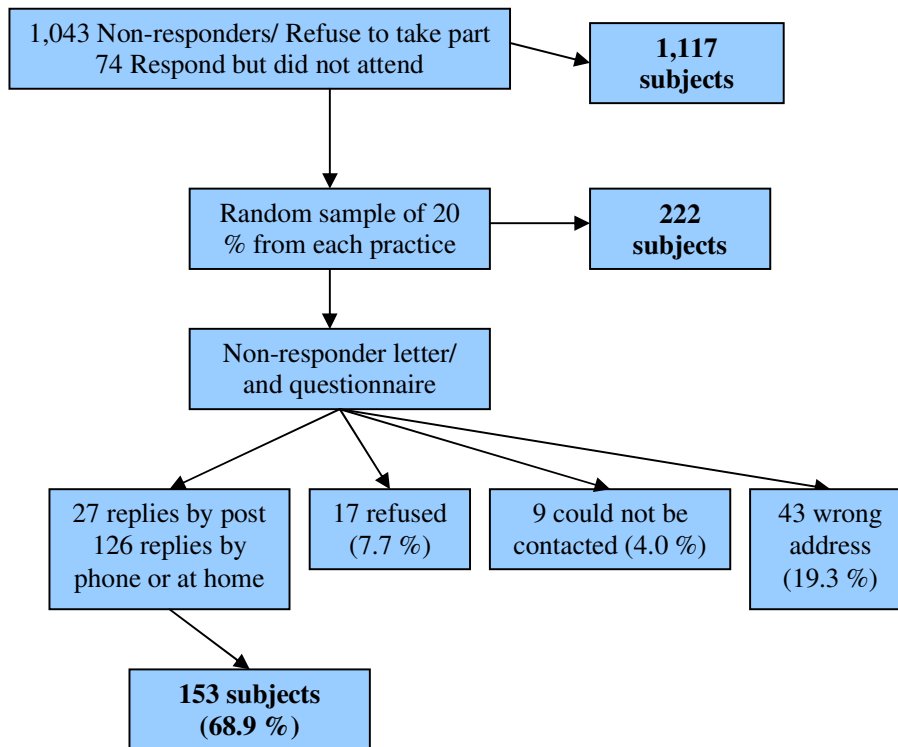 1,043 Non-responders/ Refuse to take part
74 Respond but did not attend
1,117
subjects
Random sample of 20
% from each practice
222
subjects
Non-responder letter/
and questionnaire
27 replies by post
126 replies by
phone or at home
17 refused
(7.7 %)
9 could not be
contacted (4.0 %)
43 wrong
address
(19.3 %)
153 subjects
(68.9 %)